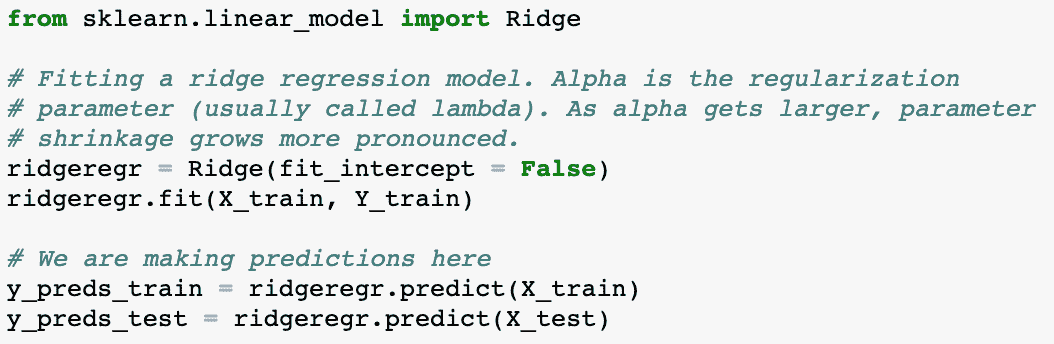 from sklearn.linear_model import Ridge
# Fitting a ridge regression model. Alpha is the regularization
# parameter (usually called lambda). As alpha gets larger, parameter
# shrinkage grows more pronounced.
ridgeregr = Ridge(fit_intercept = False)
ridgeregr.fit(X_train, Y_train)
# We are making predictions here
y_preds_train = ridgeregr.predict(X_train)
y_preds_test = ridgeregr.predict(X_test)